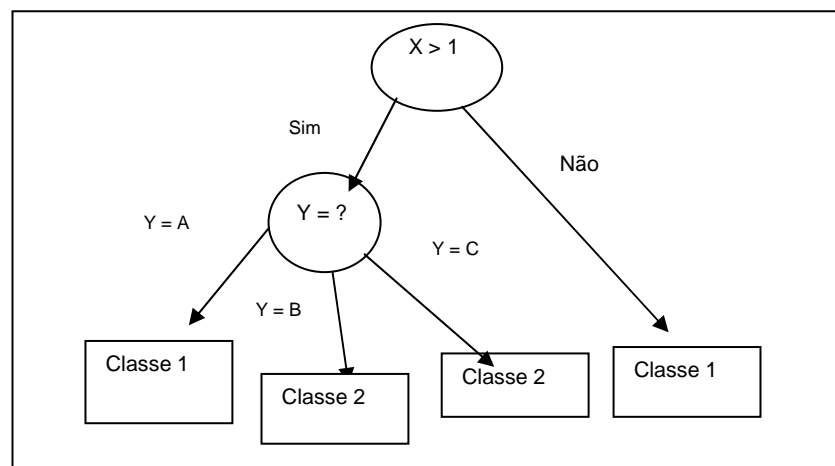 X > 1
Sim
Não
Y = ?
Y = A
Y = C
Y = B
Classe 1
Classe 2
Classe 2
Classe 1